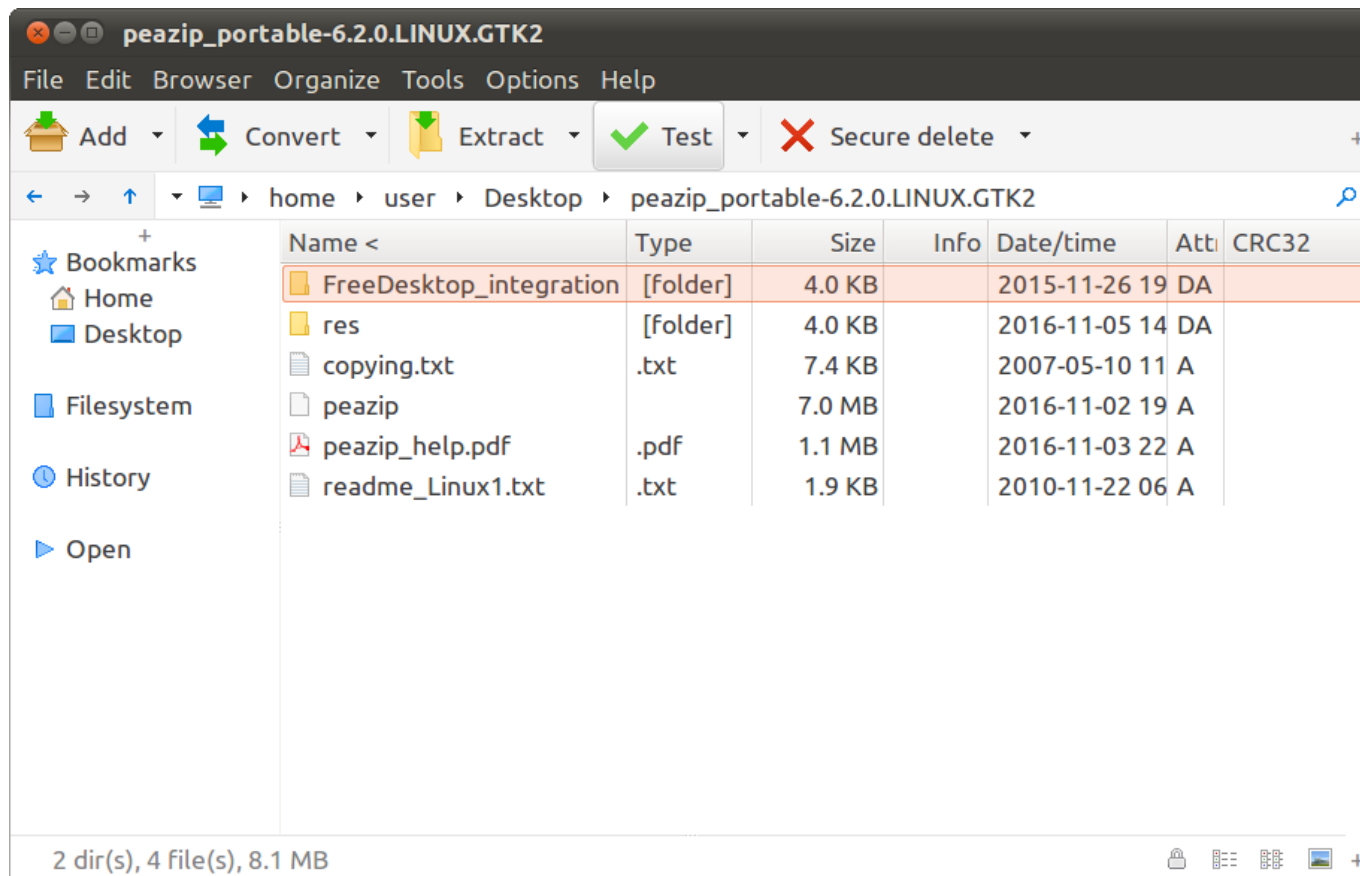 peazip_portable-6.2.0.LINUX.GTK2
File Edit Browser Organize Tools Options Help
Add Convert Extract Test Secure delete +
home user Desktop peazip_portable-6.2.0.LINUX.GTK2
+
Bookmarks
Home
Desktop
Filesystem
History
Open
Name < Type Size Info Date/time Att CRC32
FreeDesktop_integration [folder] 4.0 KB 2015-11-26 19 DA
res [folder] 4.0 KB 2016-11-05 14 DA
copying.txt .txt 7.4 KB 2007-05-10 11 A
peazip 7.0 MB 2016-11-02 19 A
peazip_help.pdf .pdf 1.1 MB 2016-11-03 22 A
readme_Linux1.txt .txt 1.9 KB 2010-11-22 06 A
2 dir(s), 4 file(s), 8.1 MB +